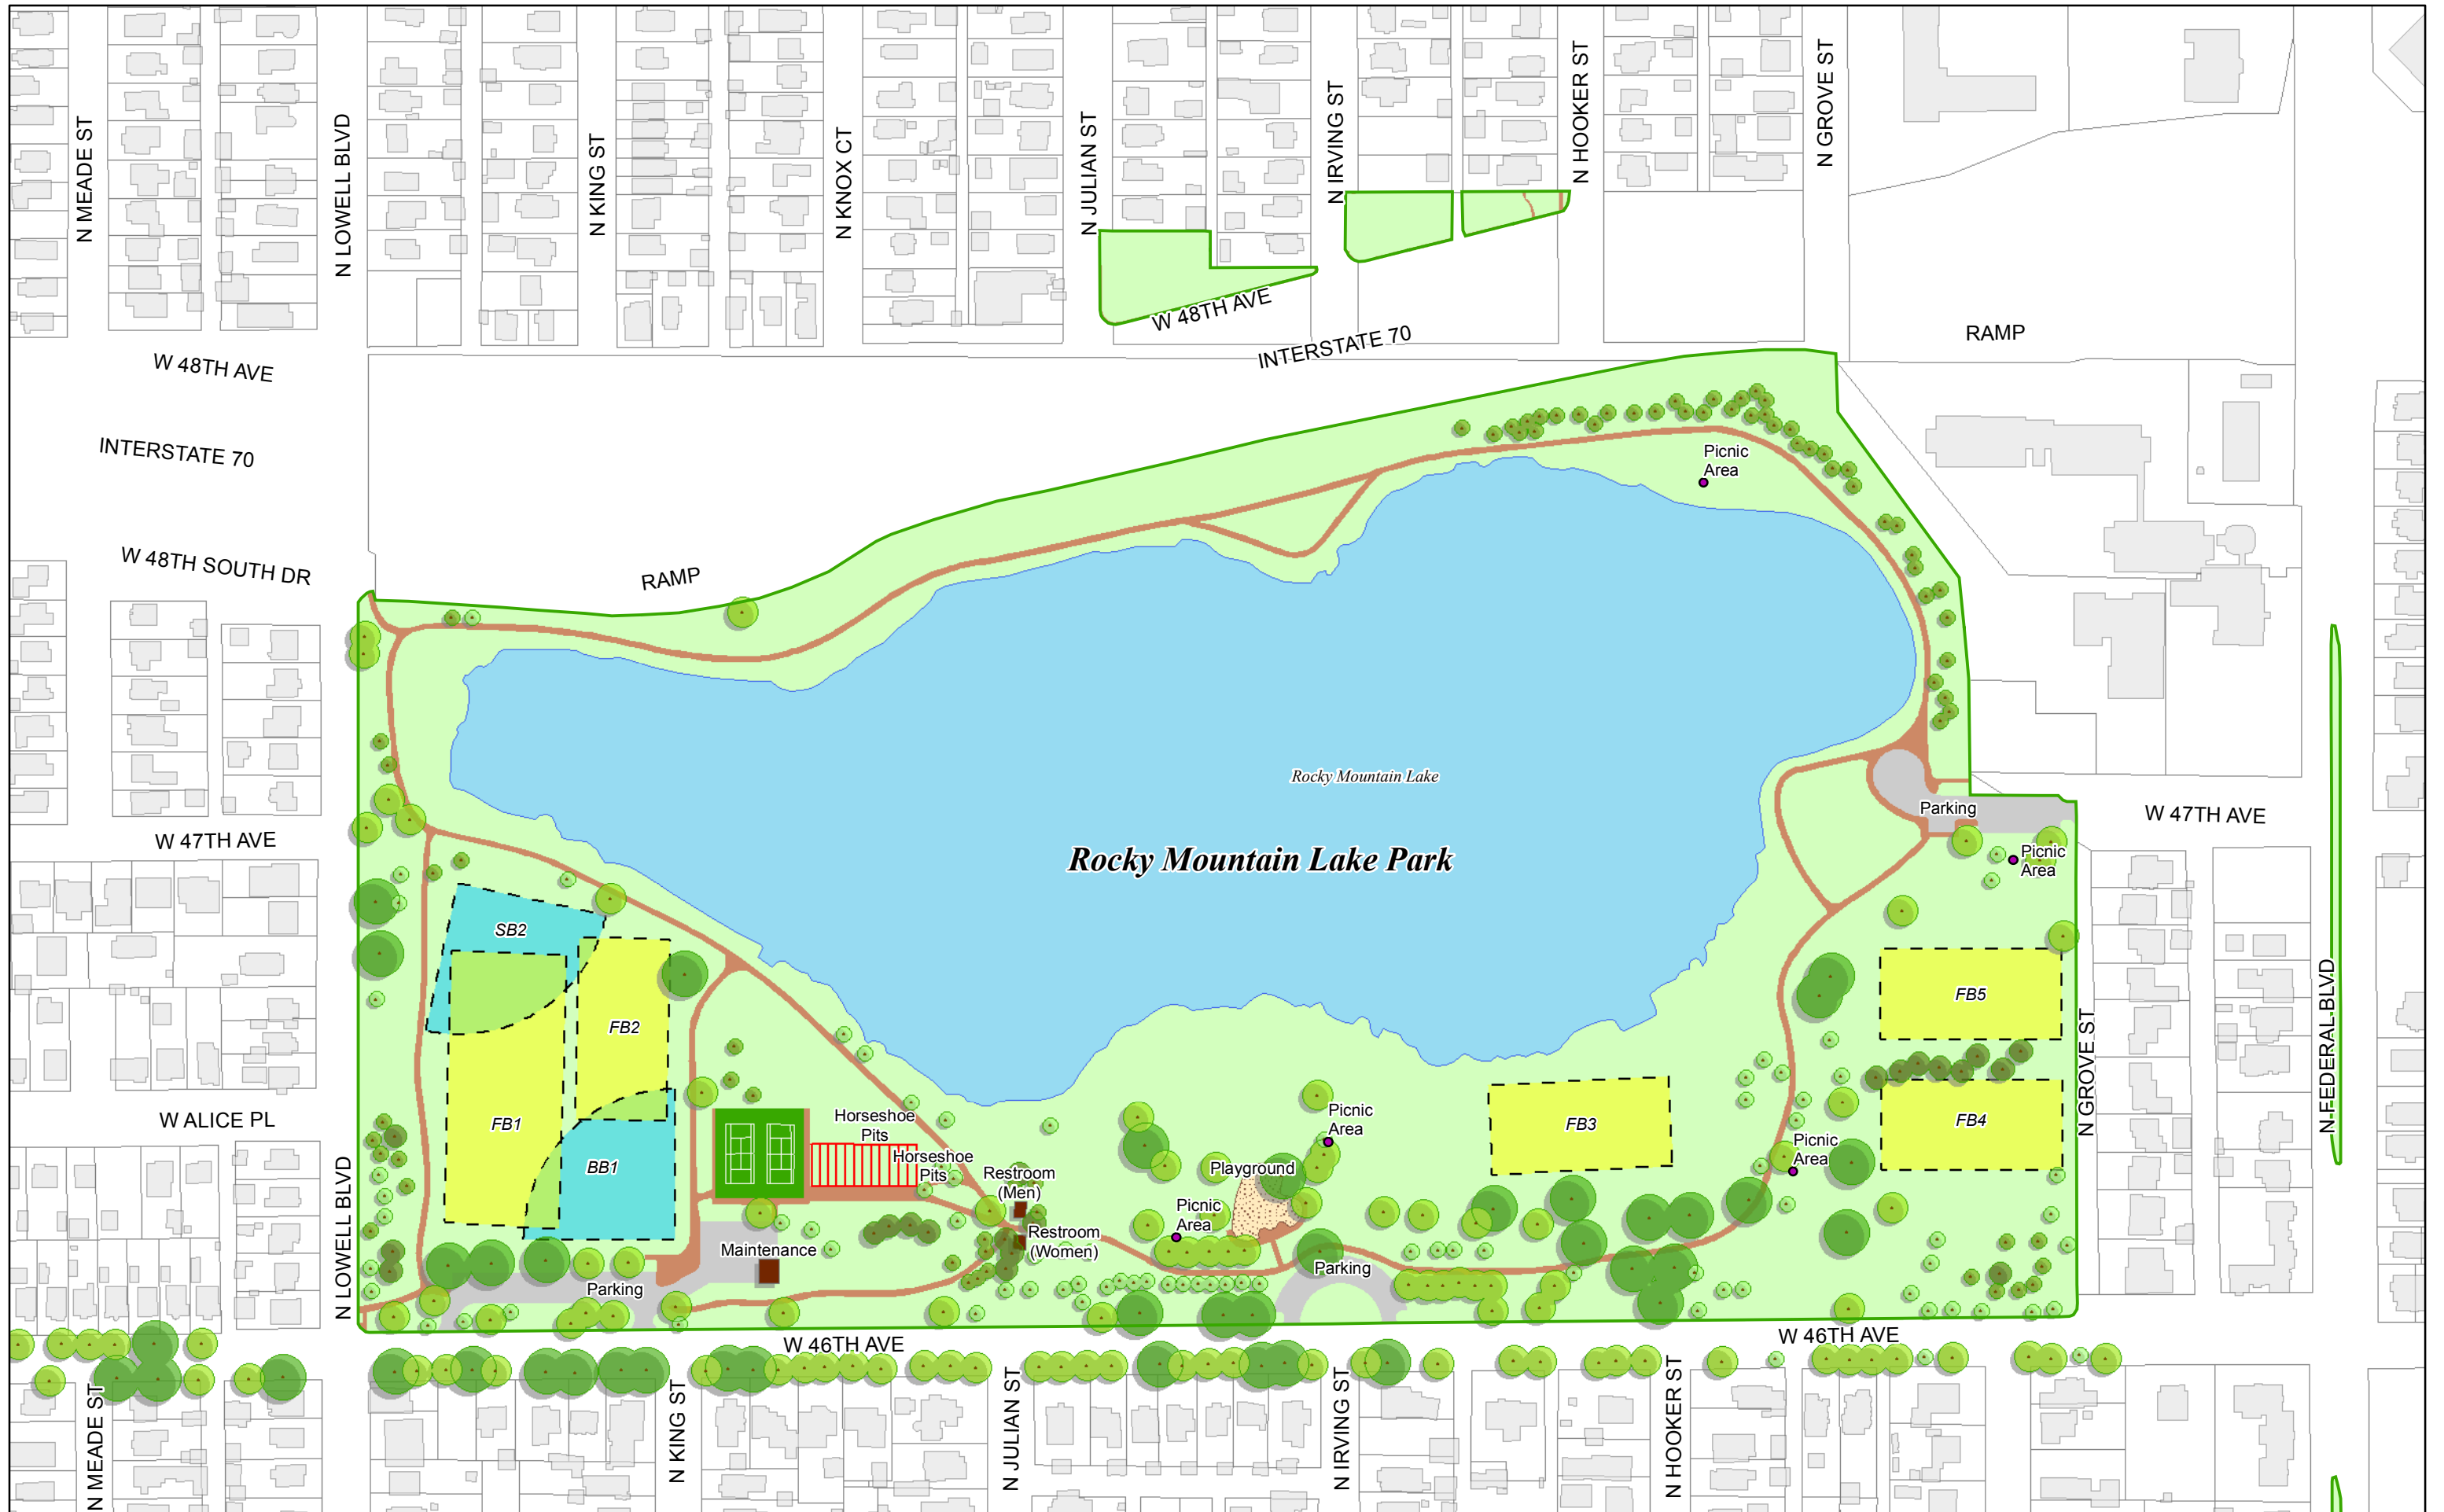 N MEADE ST
N LOWELL BLVD
N KING ST
N KNOX CT
N JULIAN ST
N IRVING ST
N HOOKER ST
N GROVE ST
W 48TH AVE
W 48TH AVE
INTERSTATE 70
RAMP
INTERSTATE 70
Picnic
Area
W 48TH SOUTH DR
RAMP
Rocky Mountain Lake
Parking
W 47TH AVE
W 47TH AVE
Rocky Mountain Lake Park
Picnic
Area
SB2
FB5
FB2
N FEDERAL BLVD
N GROVE ST
W ALICE PL
FB1
Horseshoe
Pits
Picnic
Area
FB3
FB4
BB1
Horseshoe
Pits
Restroom
(Men)
Playground
Picnic
Area
Picnic
Area
N LOWELL BLVD
Maintenance
Restroom
(Women)
Parking
Parking
W 46TH AVE
W 46TH AVE
N MEADE ST
N KING ST
N JULIAN ST
N IRVING ST
N HOOKER ST